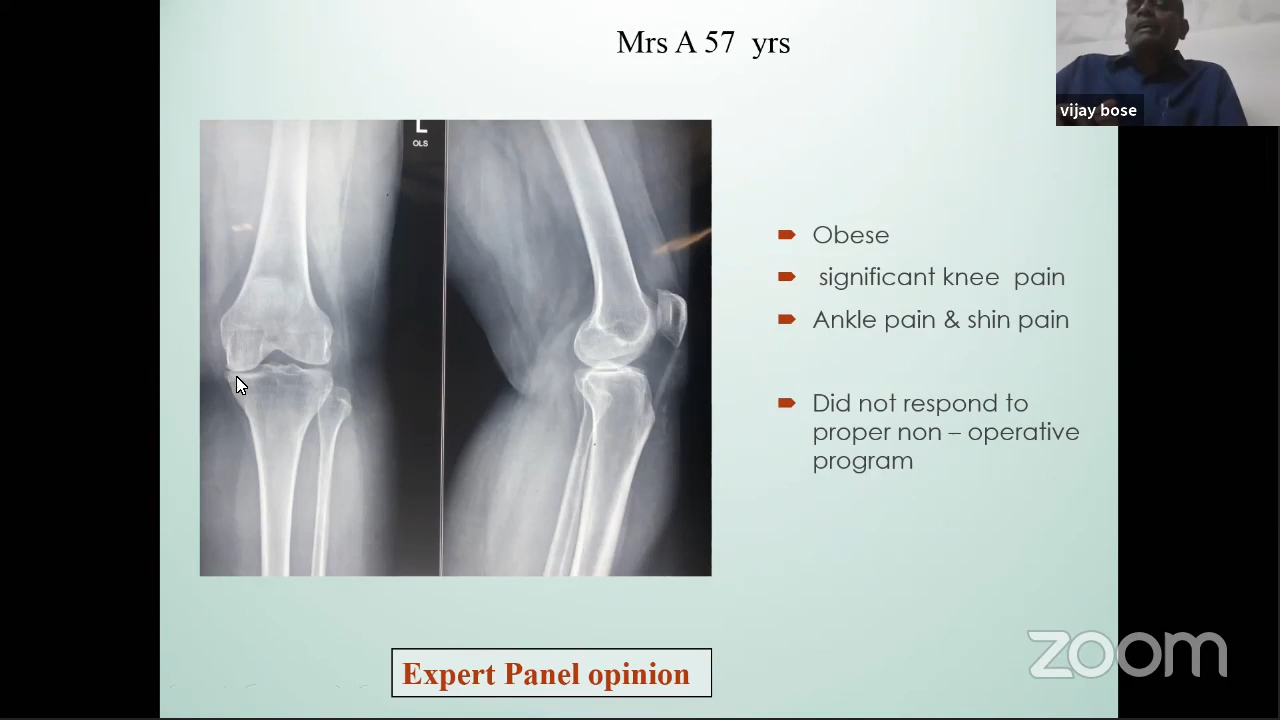 Mrs A 57 yrs
vijay bose
L
OLS
Obese
significant knee pain
Ankle pain & shin pain
Did not respond to
proper non – operative
program
Expert Panel opinion
zoom